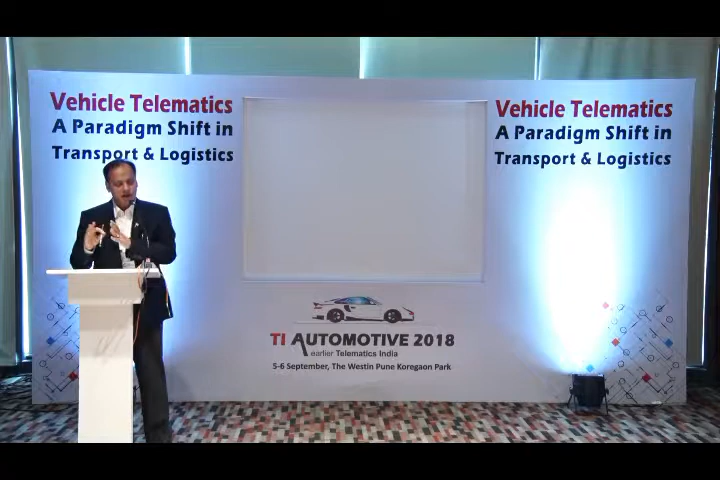 Vehicle Telematics
A Paradigm Shift in
Transport & Logistics
Vehicle Telematics
A Paradigm Shift in
Transport & Logistics
TI AUTOMOTIVE 2018
earlier Telematics India
5-6 September, The Westin Pune Koregaon Park